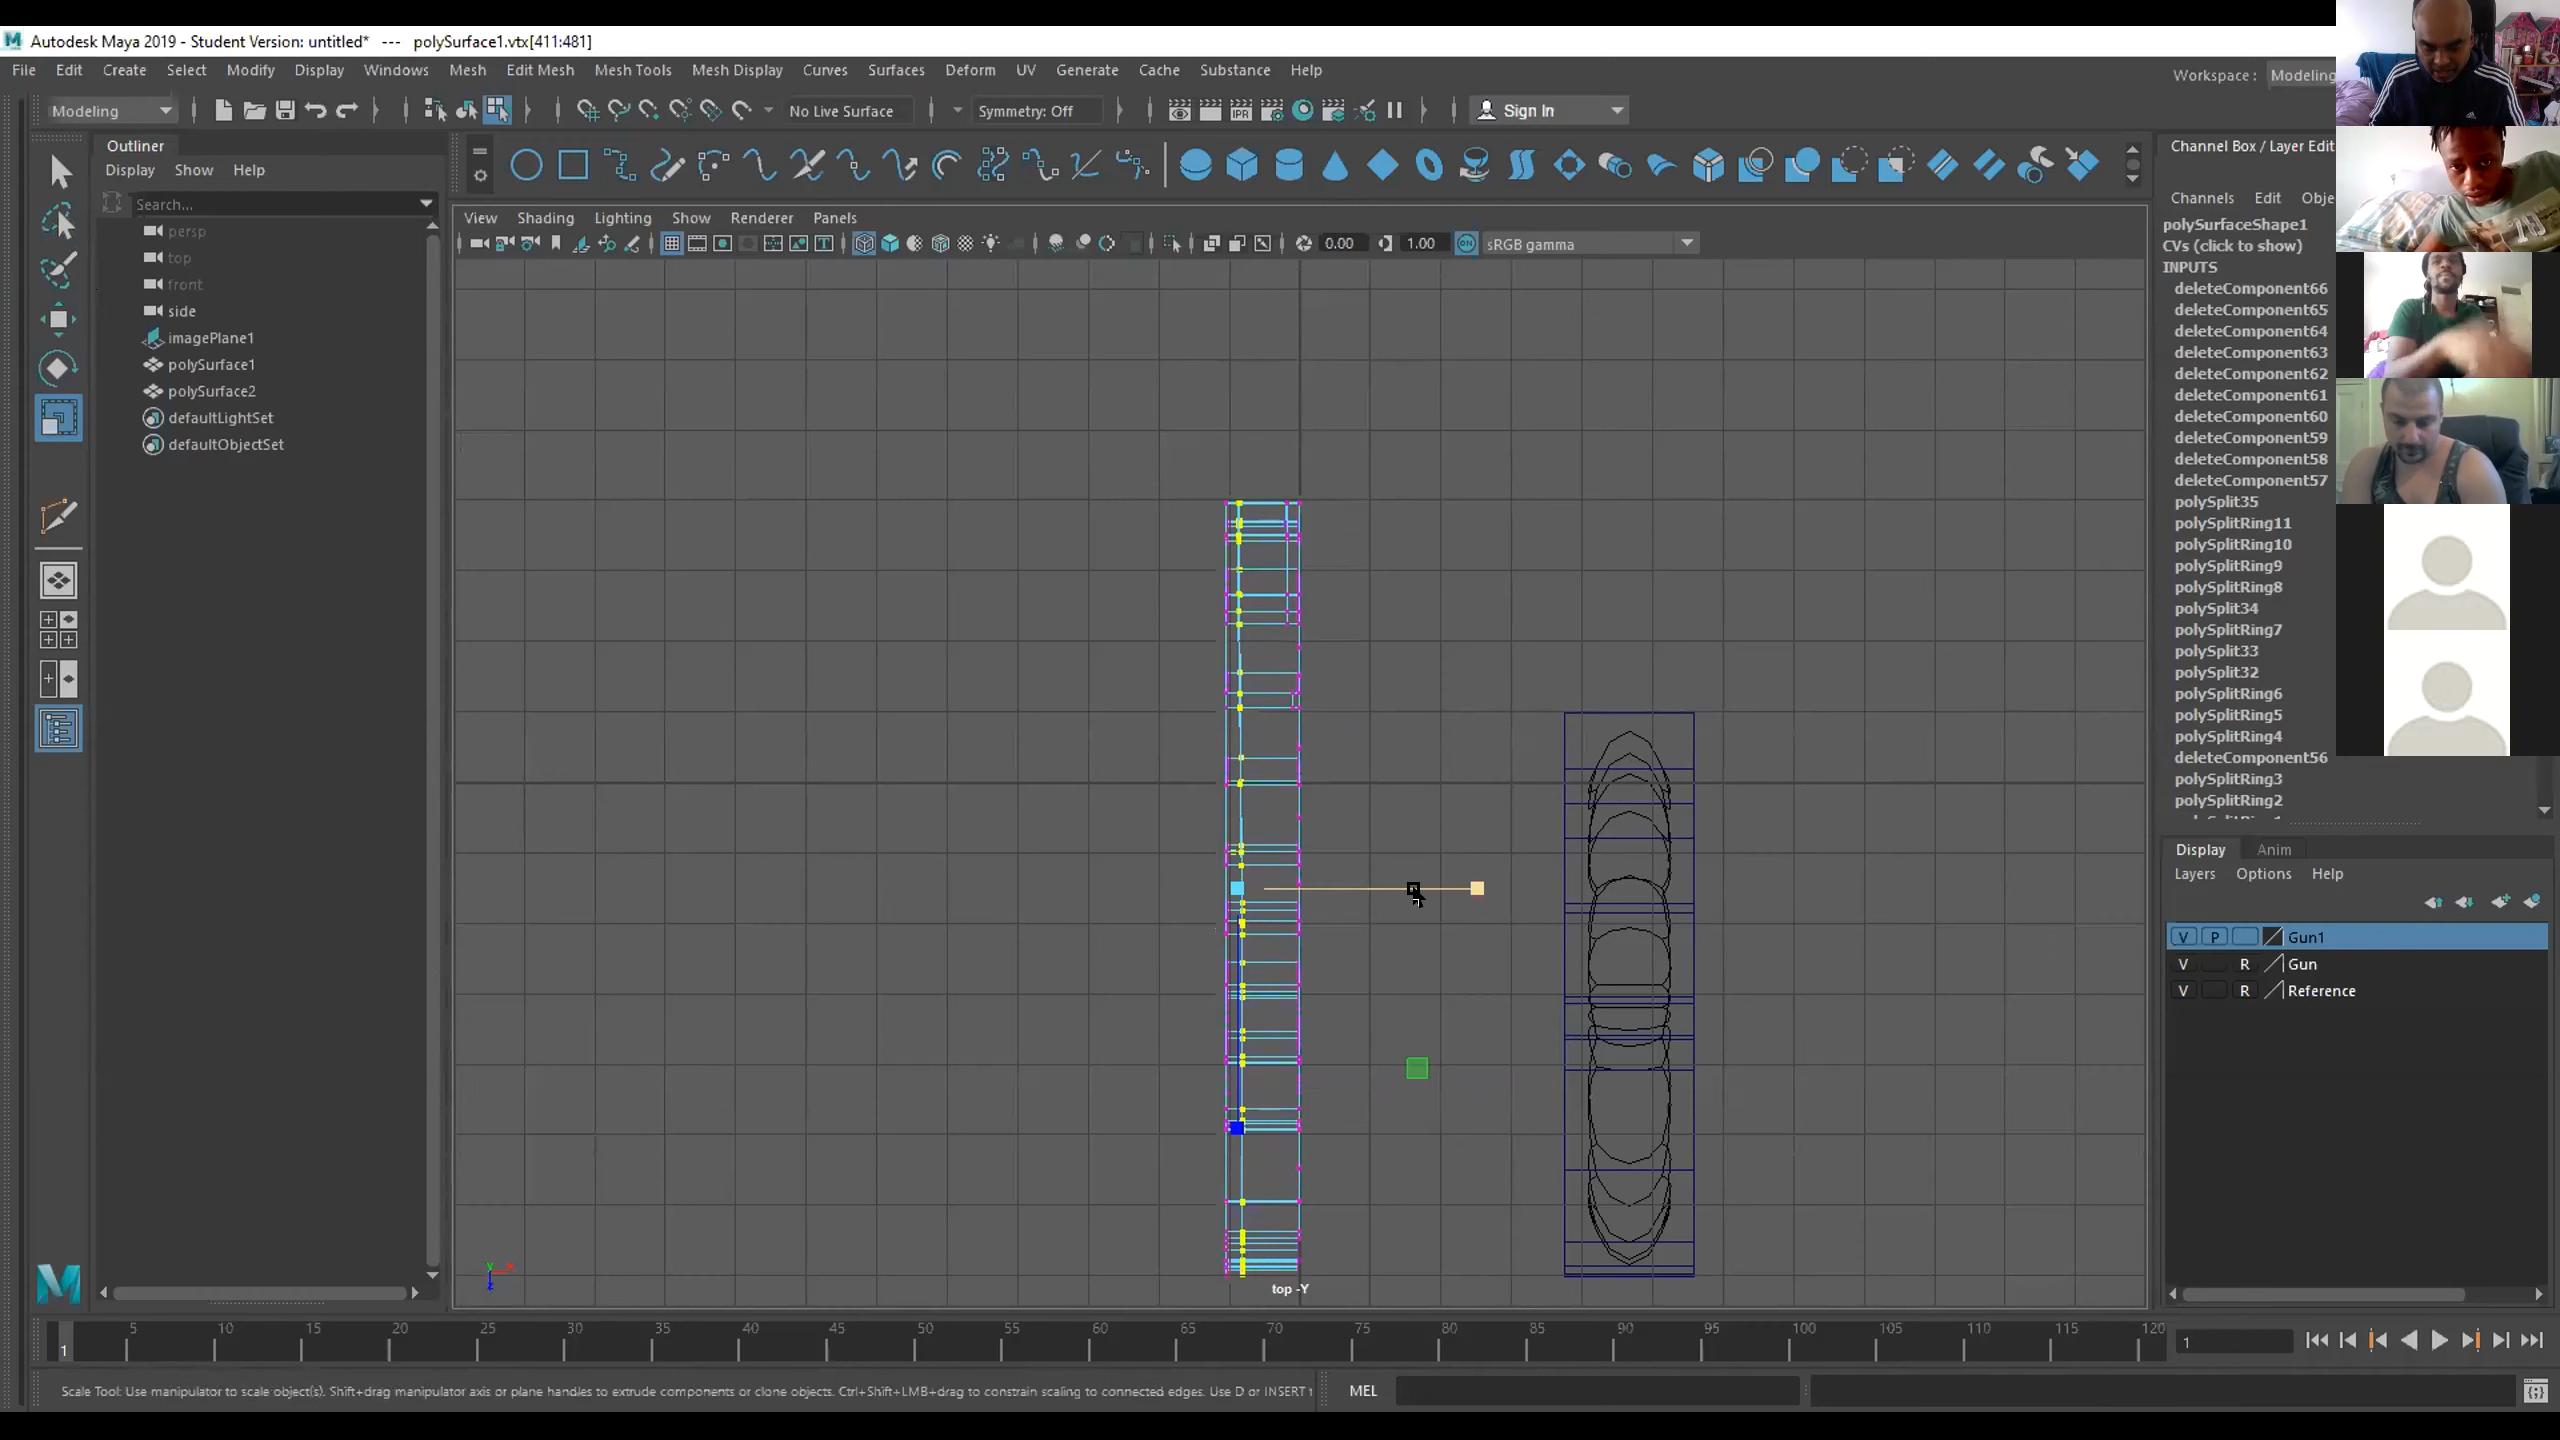 Autodesk Maya 2019 - Student Version: untitled* --- polySurface1.vtx[411:481]
File Edit Create Select Modify Display Windows Mesh Edit Mesh Mesh Tools Mesh Display Curves Surfaces Deform UV Generate Cache Substance Help
Workspace : Modeling
Modeling No Live Surface Symmetry: Off IPR Sign In
Outliner
Display Show Help
Search...
persp
top
front
side
imagePlane1
polySurface1
polySurface2
defaultLightSet
defaultObjectSet
View Shading Lighting Show Renderer Panels
0.00 1.00 ON sRGB gamma
top -Y
y x
z
Channel Box / Layer Edit
Channels Edit Obje
polySurfaceShape1
CVs (click to show)
INPUTS
deleteComponent66
deleteComponent65
deleteComponent64
deleteComponent63
deleteComponent62
deleteComponent61
deleteComponent60
deleteComponent59
deleteComponent58
deleteComponent57
polySplit35
polySplitRing11
polySplitRing10
polySplitRing9
polySplitRing8
polySplit34
polySplitRing7
polySplit33
polySplit32
polySplitRing6
polySplitRing5
polySplitRing4
deleteComponent56
polySplitRing3
polySplitRing2
Display Anim
Layers Options Help
V P Gun1
V R Gun
V R Reference
1 5 10 15 20 25 30 35 40 45 50 55 60 65 70 75 80 85 90 95 100 105 110 115 120
1
Scale Tool: Use manipulator to scale object(s). Shift+drag manipulator axis or plane handles to extrude components or clone objects. Ctrl+Shift+LMB+drag to constrain scaling to connected edges. Use D or INSERT
MEL